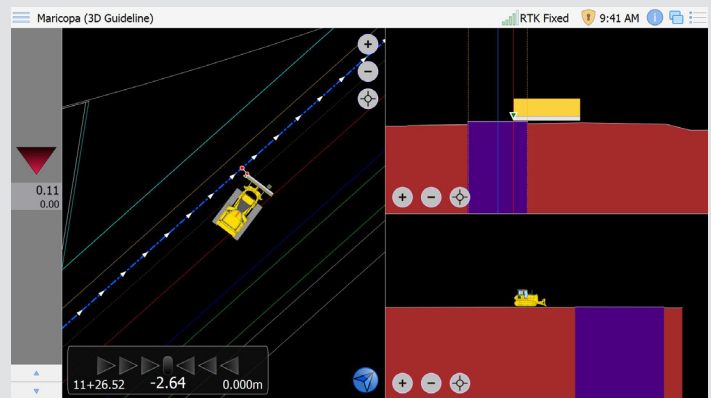 Maricopa (3D Guideline)
RTK Fixed
9:41 AM
0.11
0.00
11+26.52
-2.64
0.000m